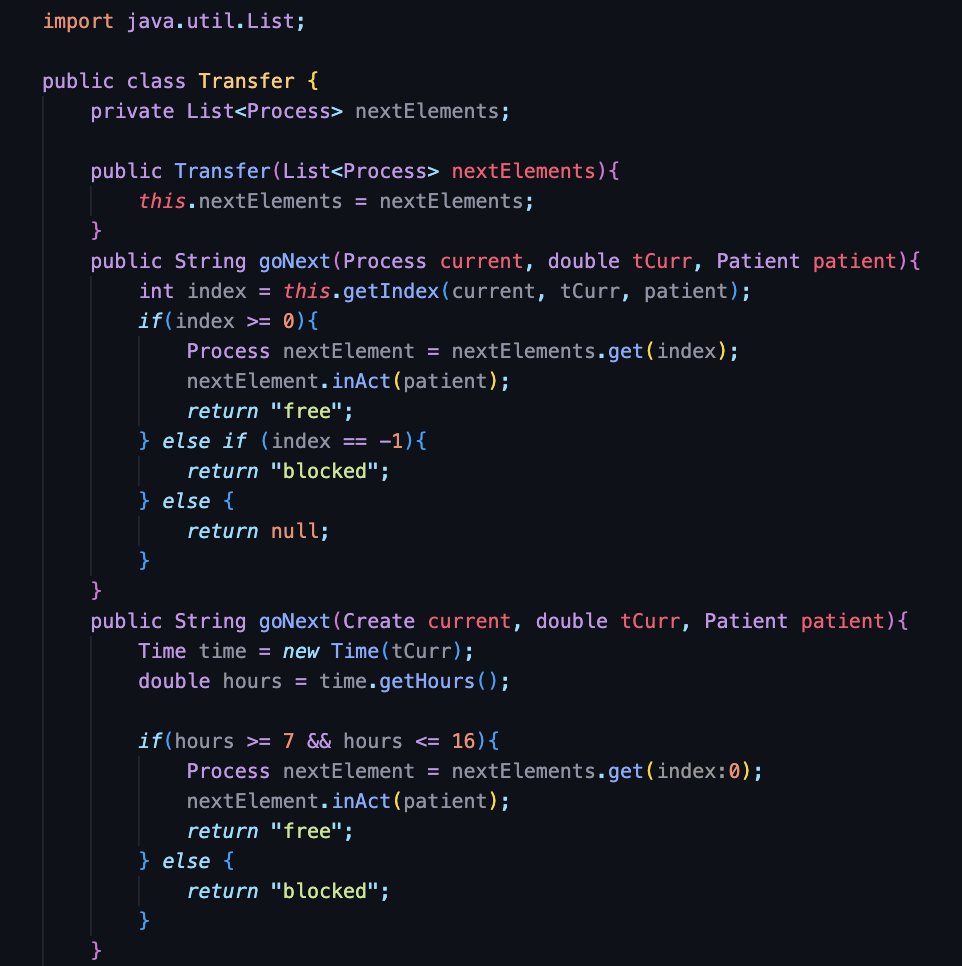 import java.util.List;

public class Transfer {
    private List<Process> nextElements;

    public Transfer(List<Process> nextElements){
        this.nextElements = nextElements;
    }
    public String goNext(Process current, double tCurr, Patient patient){
        int index = this.getIndex(current, tCurr, patient);
        if(index >= 0){
            Process nextElement = nextElements.get(index);
            nextElement.inAct(patient);
            return "free";
        } else if (index == -1){
            return "blocked";
        } else {
            return null;
        }
    }
    public String goNext(Create current, double tCurr, Patient patient){
        Time time = new Time(tCurr);
        double hours = time.getHours();

        if(hours >= 7 && hours <= 16){
            Process nextElement = nextElements.get(index:0);
            nextElement.inAct(patient);
            return "free";
        } else {
            return "blocked";
        }
    }